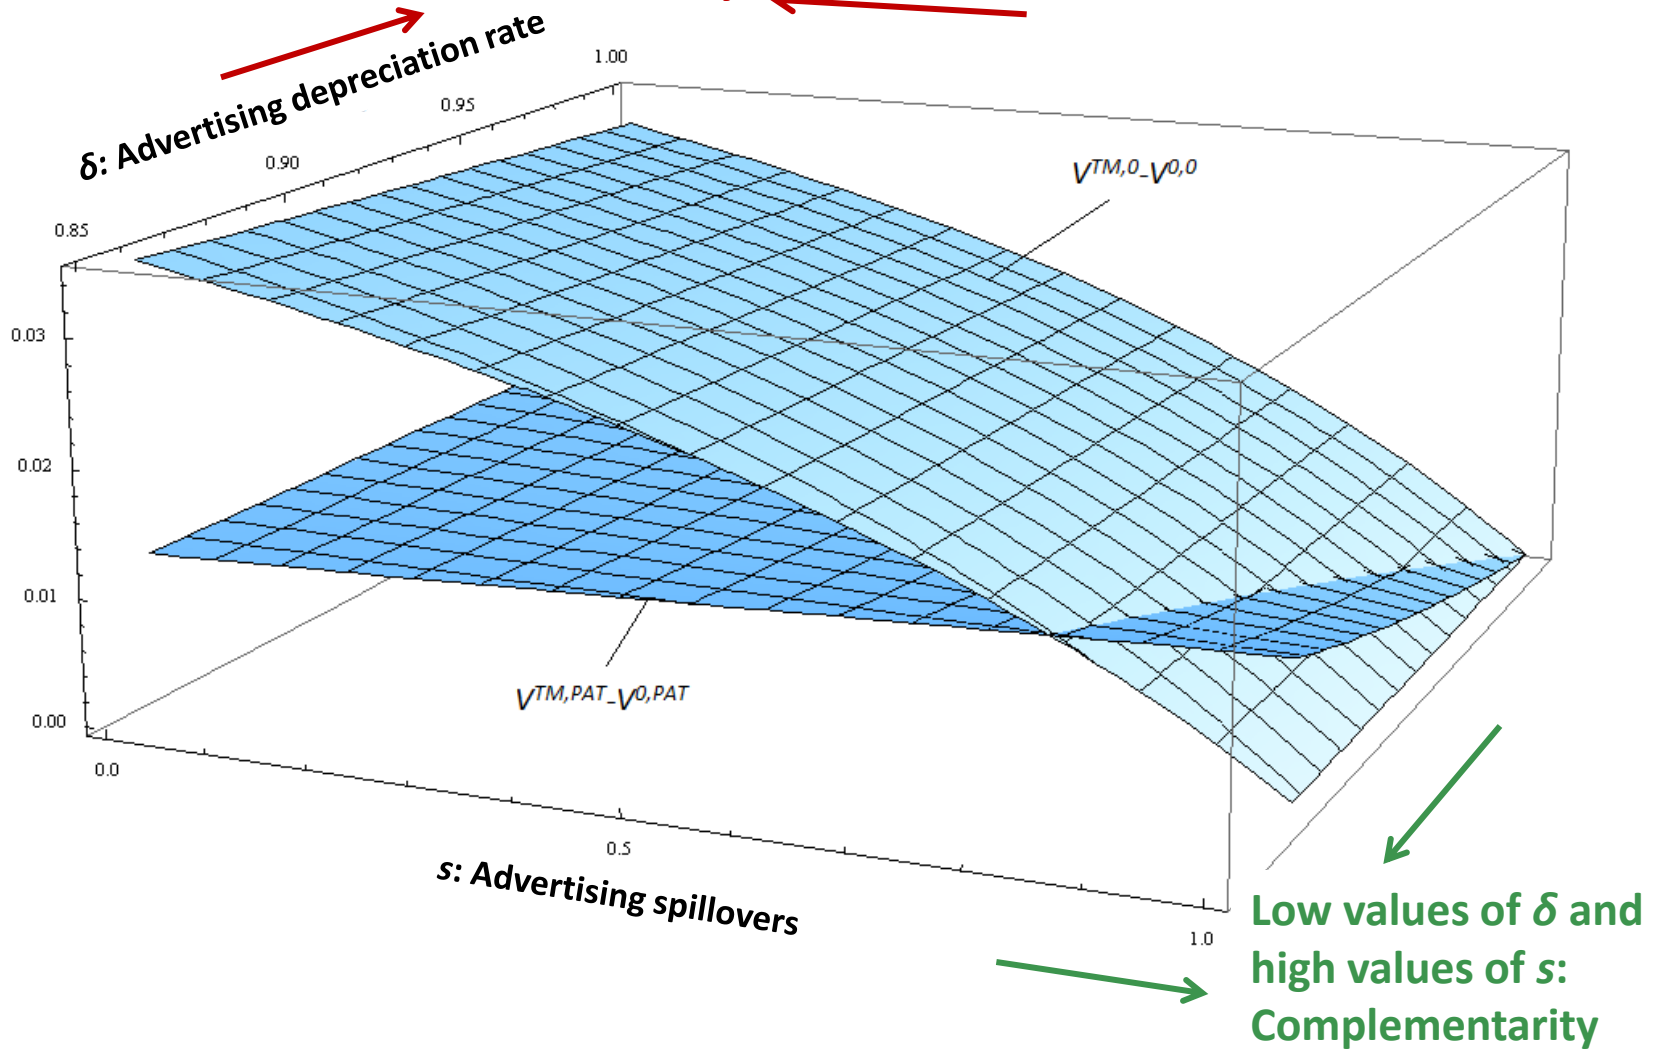 δ: Advertising depreciation rate
1.00
0.95
0.90
0.85
V^TM,0-V^0,0
0.03
0.02
0.01
0.00
V^TM,PAT-V^0,PAT
0.0
0.5
1.0
s: Advertising spillovers
Low values of δ and
high values of s:
Complementarity